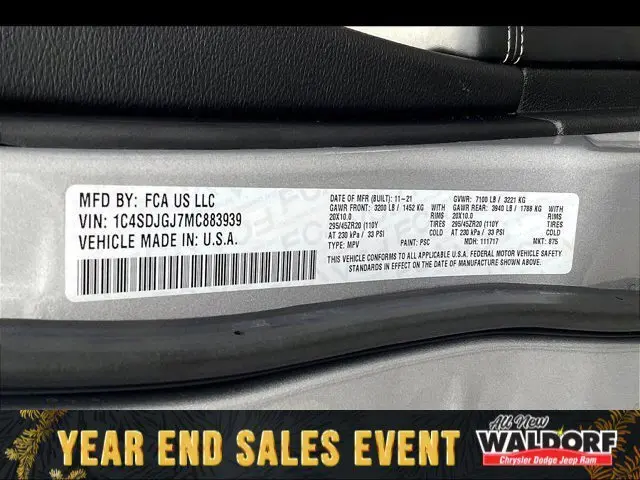 MFD BY: FCA US LLC
VIN: 1C4SDJGJ7MC883939
VEHICLE MADE IN: U.S.A.
DATE OF MFR (BUILT): 11-21
GAWR FRONT: 3200 LB / 1452 KG
20X10.0 RIMS
295/45ZR20 (110Y TIRES
AT 230 kPa / 33 PSI COLD
TYPE: MPV PAINT: PSC
GVWR: 7100 LB / 3221 KG
GAWR REAR: 3940 LB / 1788 KG
20X10.0 RIMS
295/45ZR20 (110Y TIRES
AT 230 kPa / 33 PSI COLD
MDH: 111717 MKT: 875
THIS VEHICLE CONFORMS TO ALL APPLICABLE U.S.A. FEDERAL MOTOR VEHICLE SAFETY
STANDARDS IN EFFECT ON THE DATE OF MANUFACTURE SHOWN ABOVE.
YEAR END SALES EVENT
All New
WALDORF
Chrysler Dodge Jeep Ram